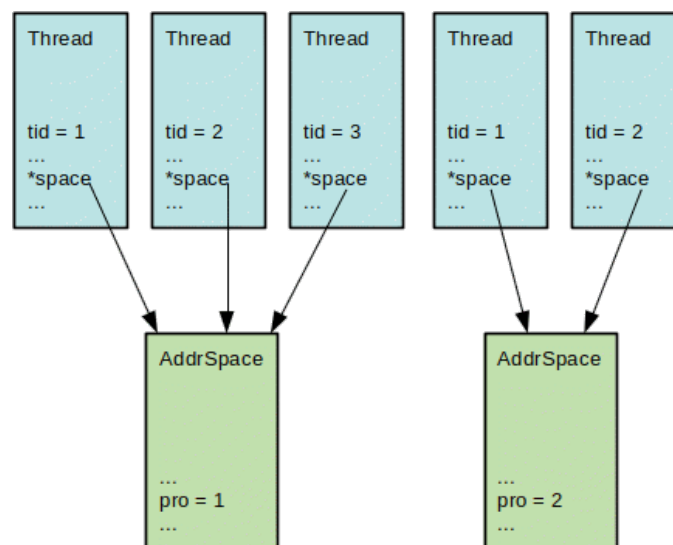 Thread
tid = 1
...
*space
...
Thread
tid = 2
...
*space
...
Thread
tid = 3
...
*space
...
Thread
tid = 1
...
*space
...
Thread
tid = 2
...
*space
...
AddrSpace
...
pro = 1
...
AddrSpace
...
pro = 2
...